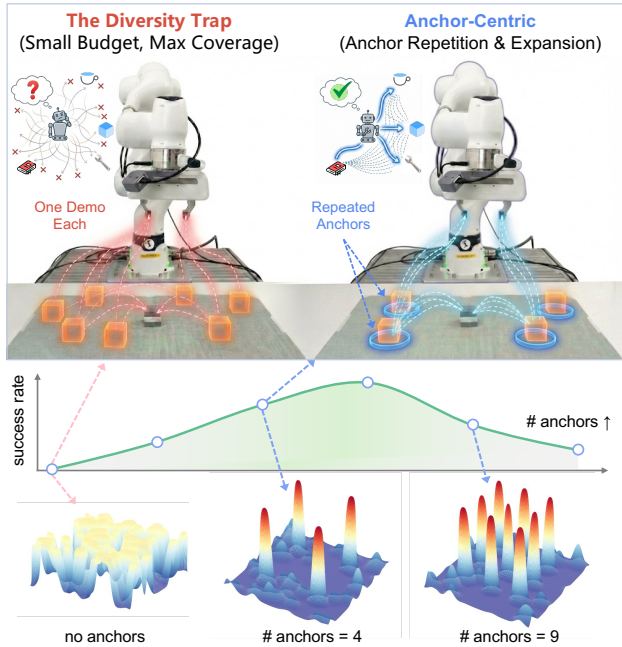 The Diversity Trap
(Small Budget, Max Coverage)
Anchor-Centric
(Anchor Repetition & Expansion)
?
One Demo
Each
Repeated
Anchors
success rate
# anchors ↑
no anchors
# anchors = 4
# anchors = 9